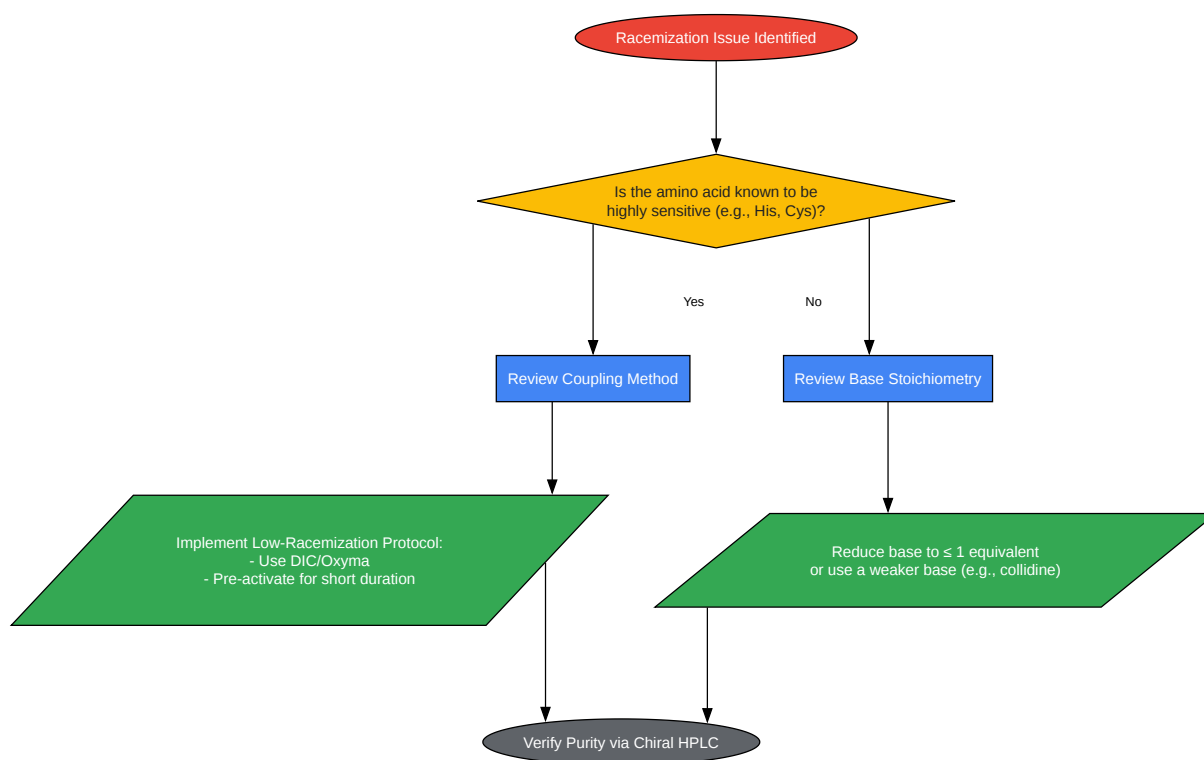 Racemization Issue Identified
Is the amino acid known to be
highly sensitive (e.g., His, Cys)?
Yes
No
Review Coupling Method
Review Base Stoichiometry
Implement Low-Racemization Protocol:
- Use DIC/Oxyma
- Pre-activate for short duration
Reduce base to ≤ 1 equivalent
or use a weaker base (e.g., collidine)
Verify Purity via Chiral HPLC